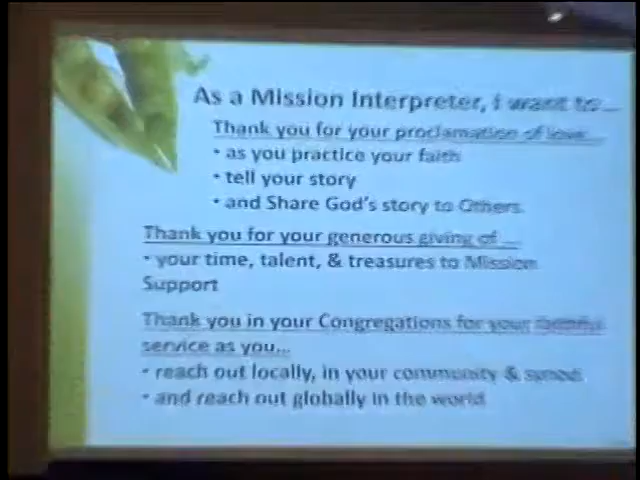 As a Mission Interpreter, i want to...
Thank you for your proclamation of love...
• as you practice your faith
• tell your story
• and Share God's story to Others.
Thank you for your generous giving of...
• your time, talent, & treasures to Mission
Support
Thank you in your Congregations for your faithful
service as you...
• reach out locally, in your community & synod
• and reach out globally in the world